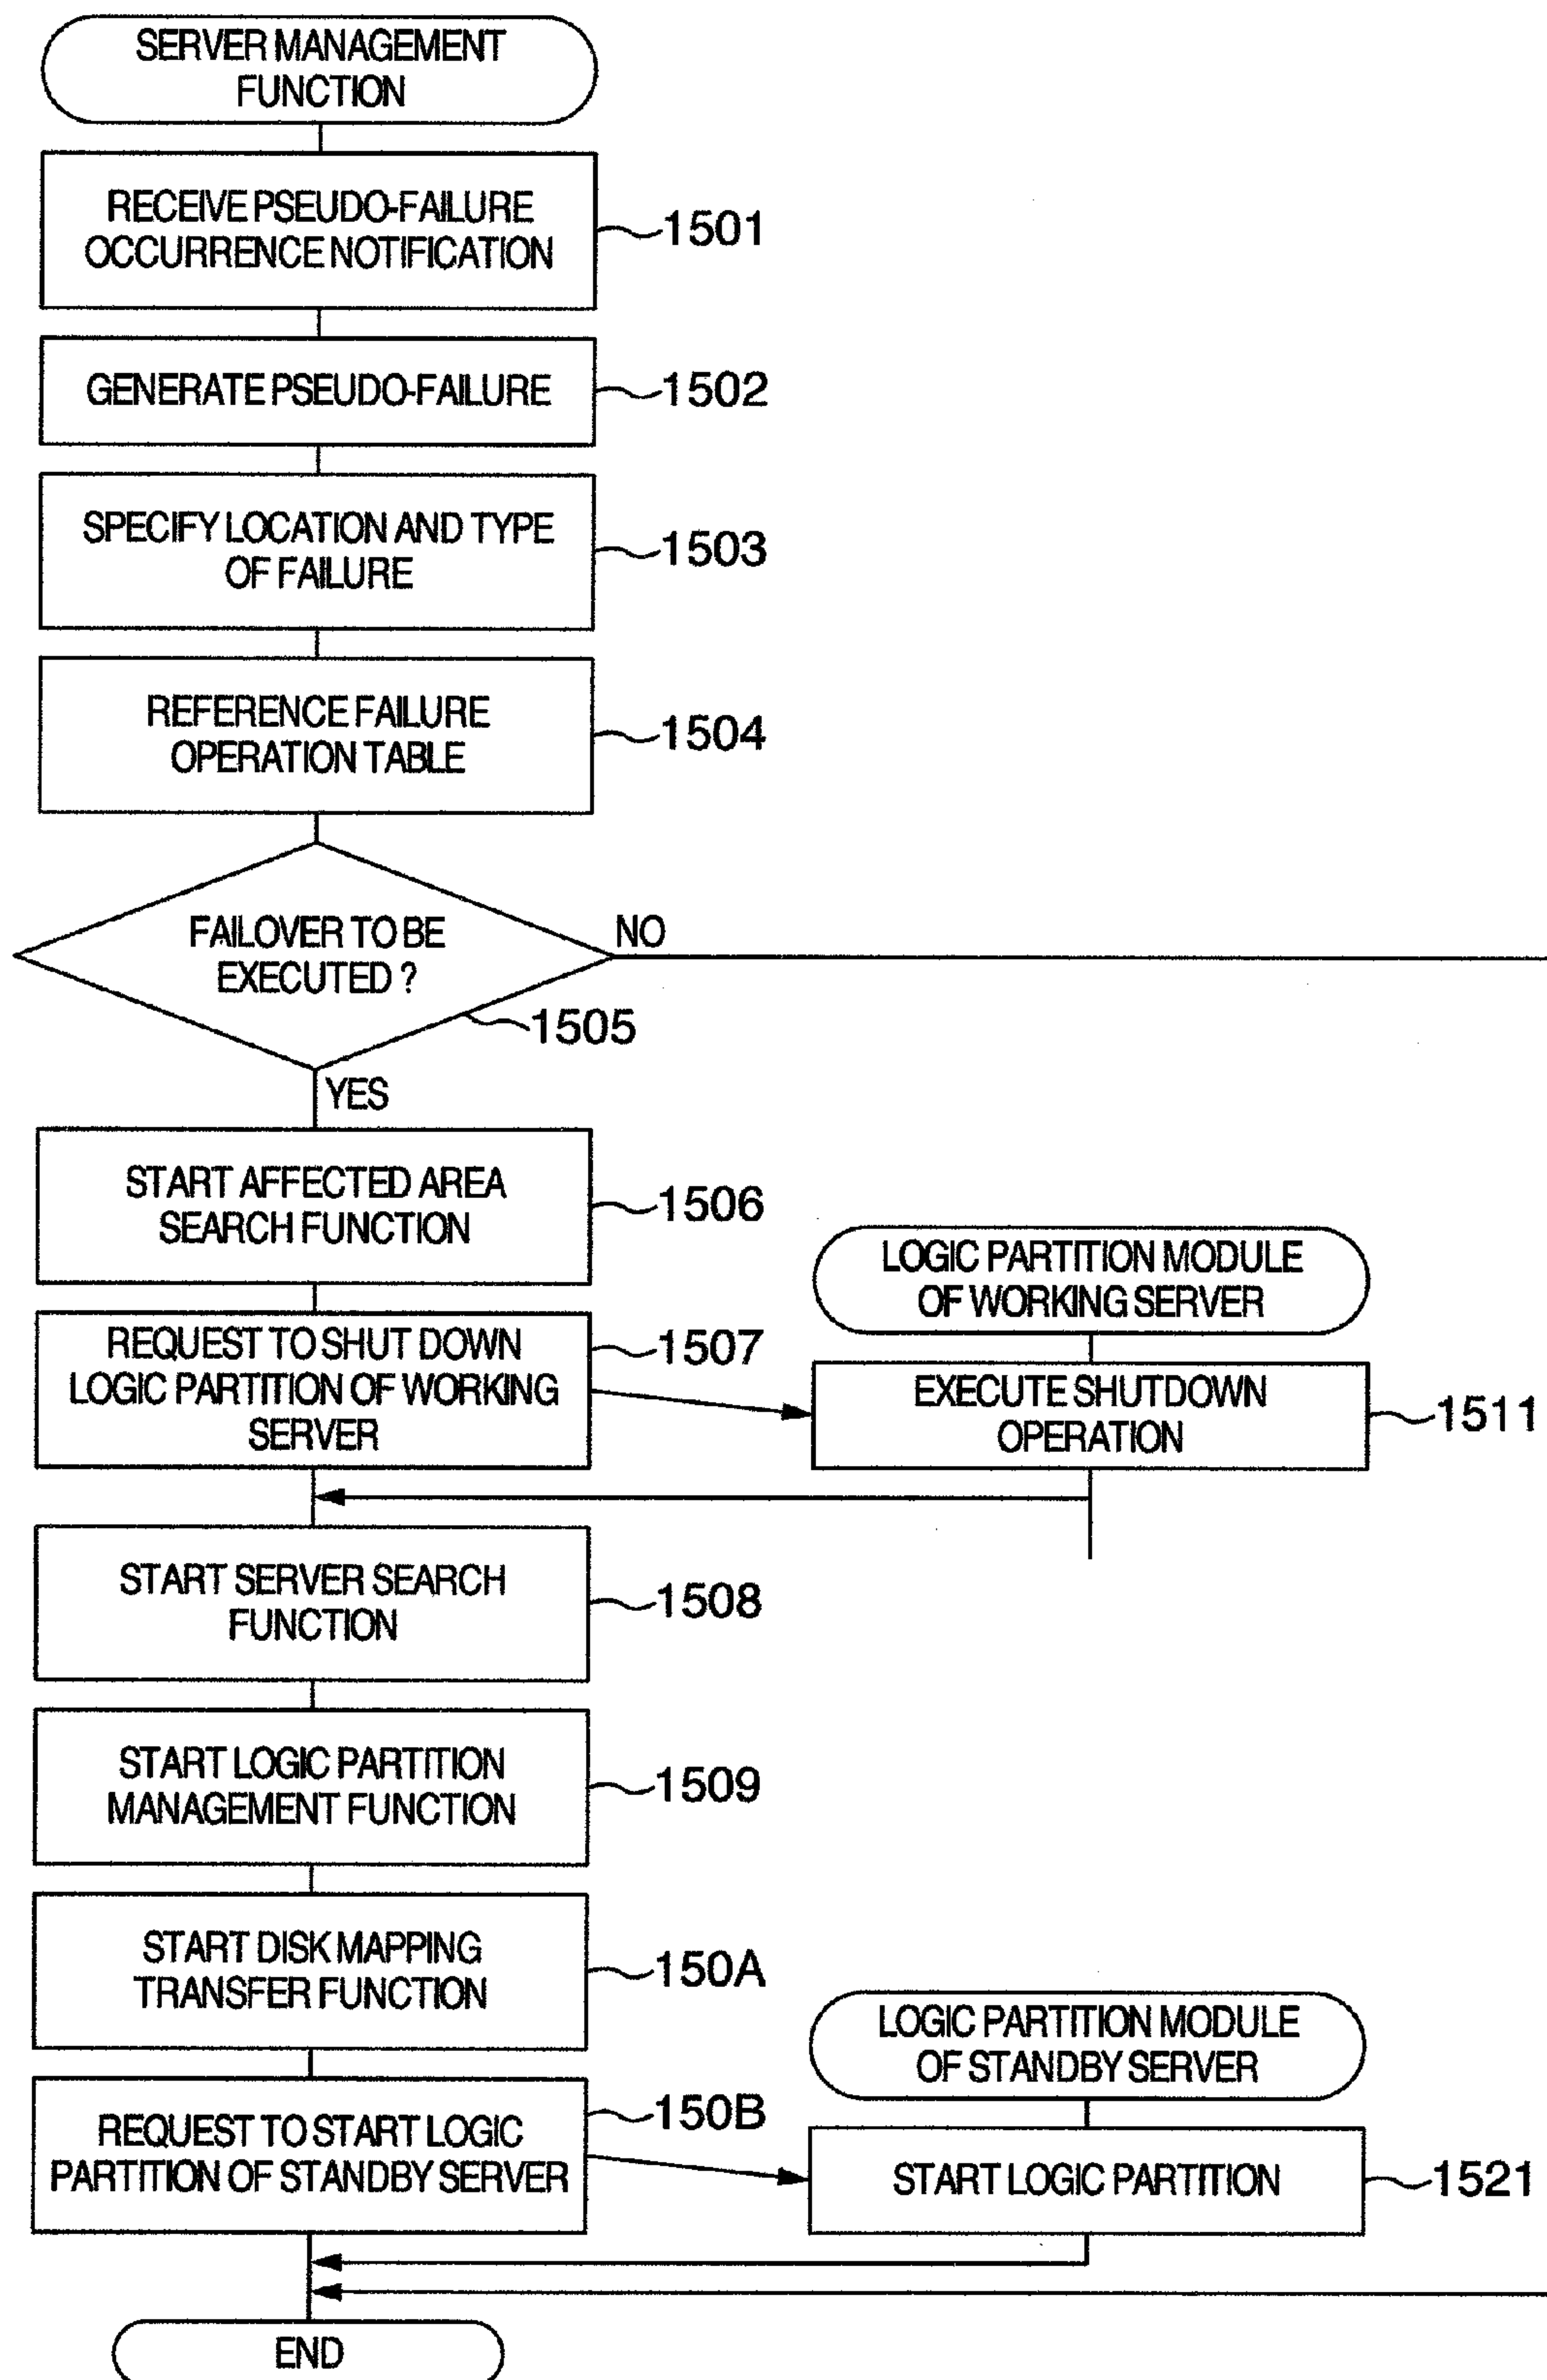 SERVER MANAGEMENT
FUNCTION
RECEIVE PSEUDO-FAILURE
OCCURRENCE NOTIFICATION
1501
GENERATE PSEUDO-FAILURE
1502
SPECIFY LOCATION AND TYPE
OF FAILURE
1503
REFERENCE FAILURE
OPERATION TABLE
1504
FAILOVER TO BE
EXECUTED ?
NO
1505
YES
START AFFECTED AREA
SEARCH FUNCTION
1506
REQUEST TO SHUT DOWN
LOGIC PARTITION OF WORKING
SERVER
1507
LOGIC PARTITION MODULE
OF WORKING SERVER
EXECUTE SHUTDOWN
OPERATION
1511
START SERVER SEARCH
FUNCTION
1508
START LOGIC PARTITION
MANAGEMENT FUNCTION
1509
START DISK MAPPING
TRANSFER FUNCTION
150A
REQUEST TO START LOGIC
PARTITION OF STANDBY SERVER
150B
LOGIC PARTITION MODULE
OF STANDBY SERVER
START LOGIC PARTITION
1521
END